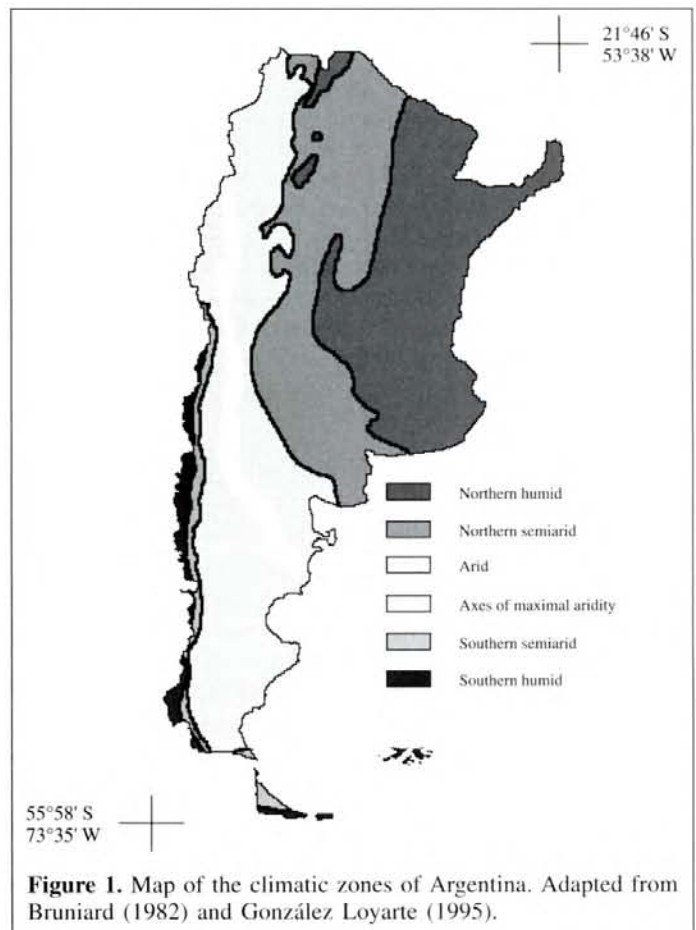 21°46' S
53°38' W
Northern humid
Northern semiarid
Arid
Axes of maximal aridity
Southern semiarid
Southern humid
55°58' S
73°35' W
Figure 1. Map of the climatic zones of Argentina. Adapted from
Bruniard (1982) and González Loyarte (1995).